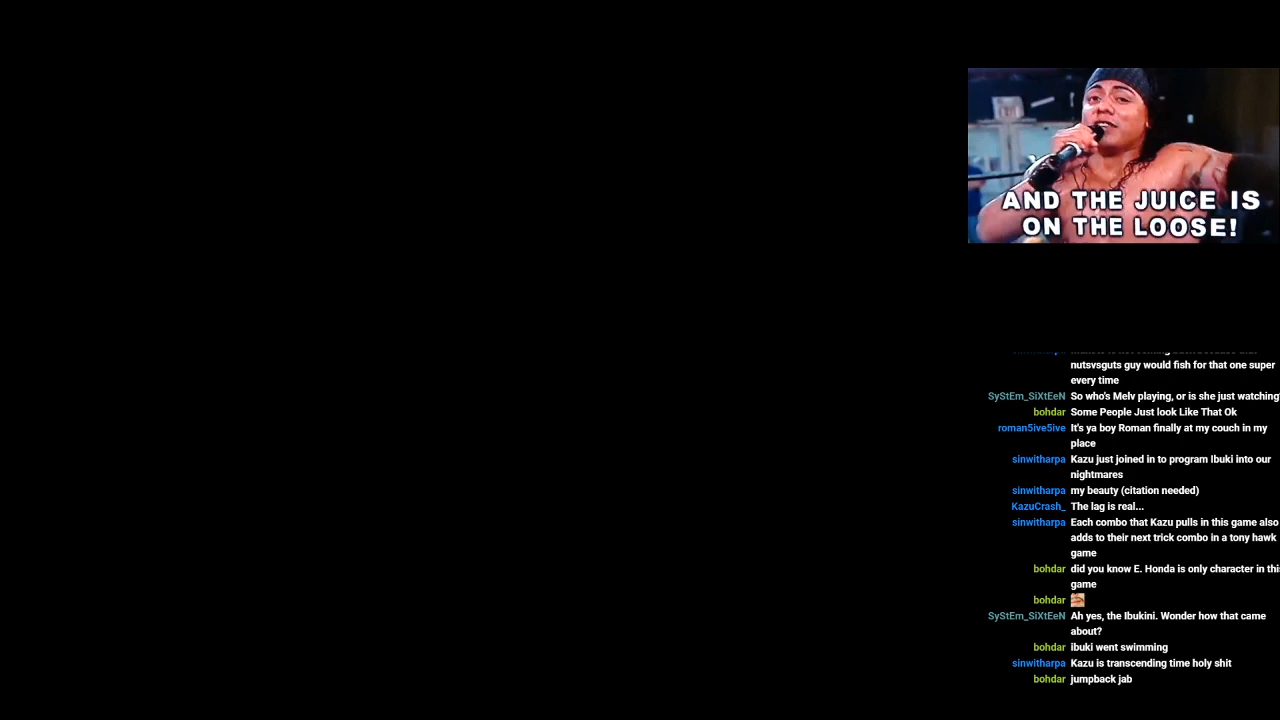 AND THE JUICE IS
ON THE LOOSE!
nutsvsguts guy would fish for that one super
every time
SyStEm_SiXtEeN So who's Melv playing, or is she just watching
bohdar Some People Just look Like That Ok
roman5ive5ive It's ya boy Roman finally at my couch in my
place
sinwitharpa Kazu just joined in to program Ibuki into our
nightmares
sinwitharpa my beauty (citation needed)
KazuCrash_ The lag is real...
sinwitharpa Each combo that Kazu pulls in this game also
adds to their next trick combo in a tony hawk
game
bohdar did you know E. Honda is only character in this
game
bohdar
SyStEm_SiXtEeN Ah yes, the Ibukini. Wonder how that came
about?
bohdar ibuki went swimming
sinwitharpa Kazu is transcending time holy shit
bohdar jumpback jab